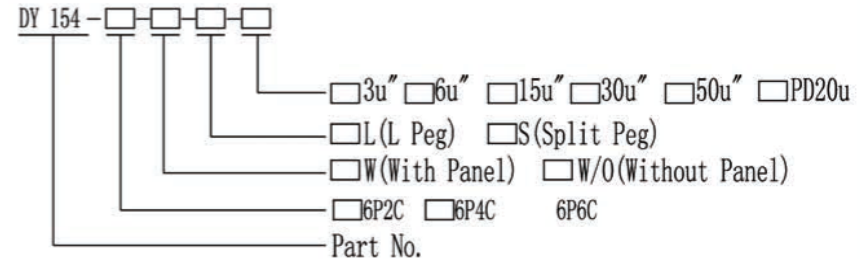 DY 154-□-□-□-□
□3u" □6u" □15u" □30u" □50u" □PD20u
□L(L Peg) □S(Split Peg)
□W(With Panel) □W/O(Without Panel)
□6P2C □6P4C 6P6C
Part No.